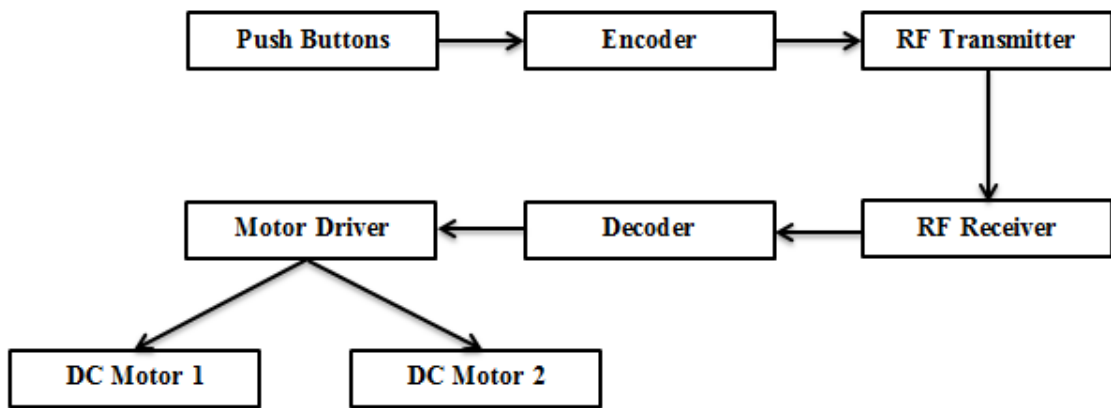 Push Buttons
Encoder
RF Transmitter
Motor Driver
Decoder
RF Receiver
DC Motor 1
DC Motor 2